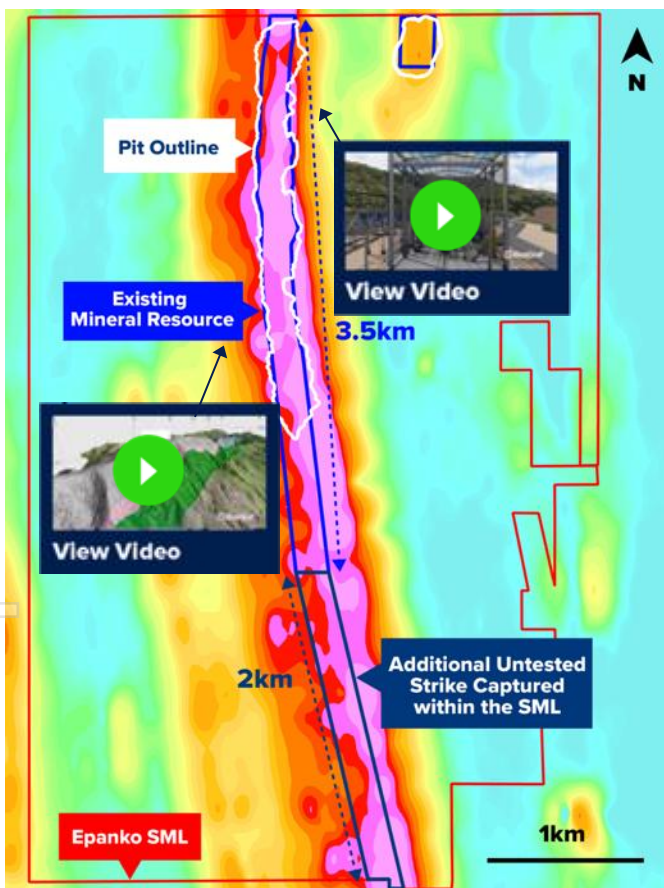 N
Pit Outline
View Video
Existing
Mineral Resource
3.5km
View Video
2km
Additional Untested
Strike Captured
within the SML
Epanko SML
1km